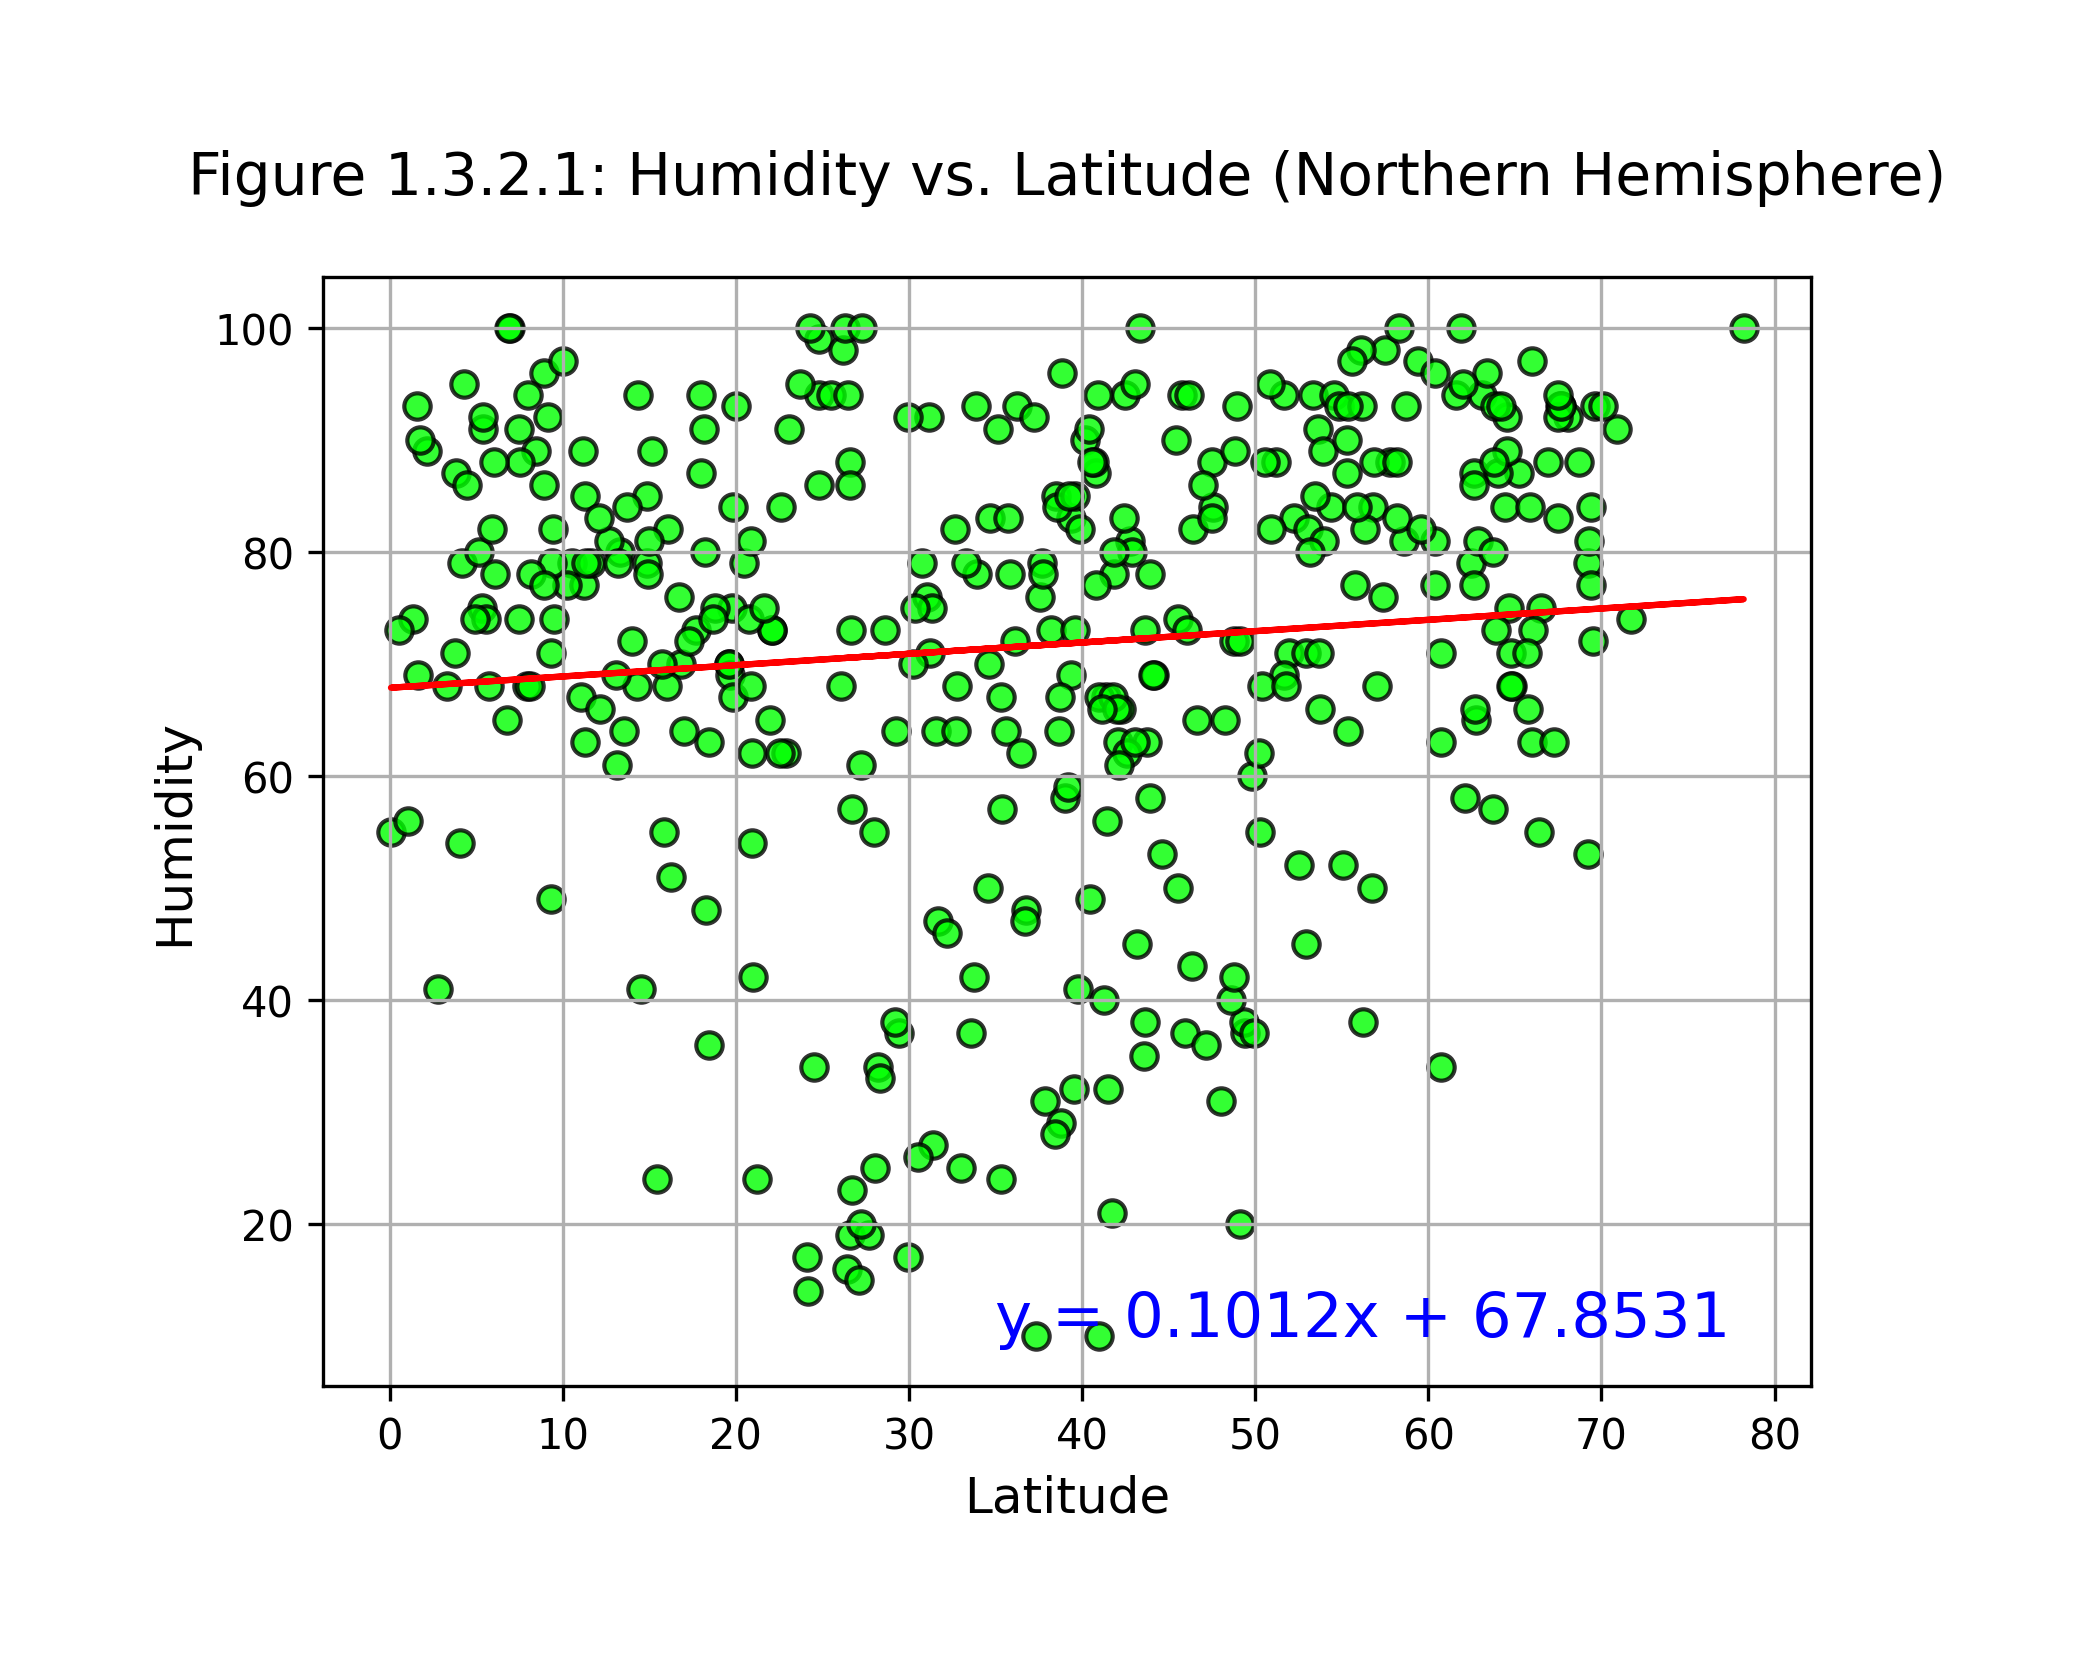 Figure 1.3.2.1: Humidity vs. Latitude (Northern Hemisphere)
100
80
60
40
20
Humidity
y = 0.1012x + 67.8531
0 10 20 30 40 50 60 70 80
Latitude